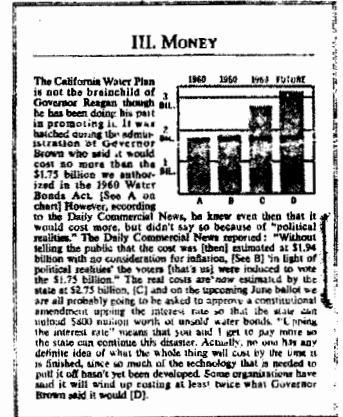 III. MONEY
The California Water Plan
is not the brainchild of
Governor Reagan though
he has been doing his part
in promoting it. It was
hatched during the admin-
istration of Governor
Brown who said it would
cost no more than the
$1.75 billion we author-
ized in the 1960 Water
Bonds Act. [See A on
chart] However, according
1960 1960 1969 FUTURE
3
BIL.
2
BIL.
1
BIL.
A B C D
to the Daily Commercial News, he knew even then that it
would cost more, but didn't say so because of "political
realities." The Daily Commercial News reported: "Without
telling the public that the cost was [then] estimated at $1.94
billion with no consideration for inflation, [See B] 'in light of
political realities' the voters [that's us] were induced to vote
the $1.75 billion." The real costs are now estimated by the
state at $2.75 billion, [C] and on the upcoming June ballot we
are all probably going to be asked to approve a constitutional
amendment upping the interest rate so that the state can
unload $600 million worth of unsold water bonds. "Upping
the interest rate" means that you and I get to pay more so
the state can continue this disaster. Actually, no one has any
definite idea of what the whole thing will cost by the time it
is finished, since so much of the technology that is needed to
pull it off hasn't yet been developed. Some organizations have
said it will wind up costing at least twice what Governor
Brown said it would [D].